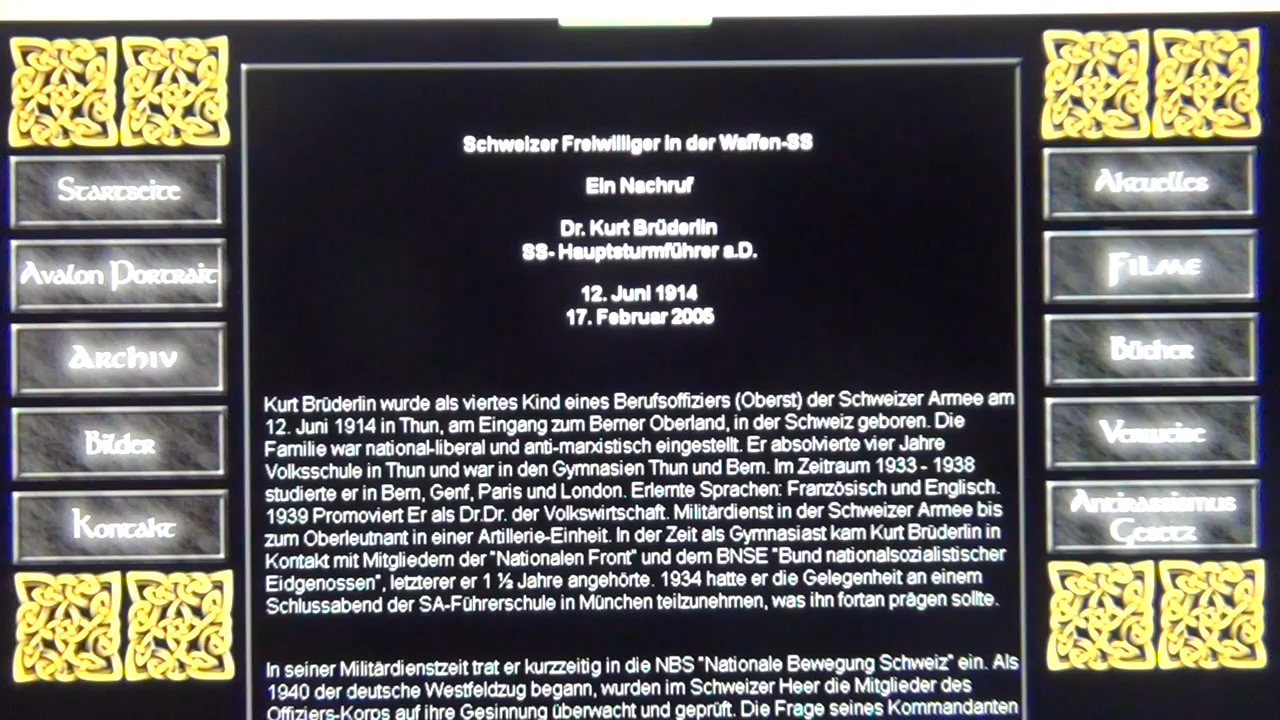 Startseite
Avalon Portrait
Archiv
Bilder
Kontakt
Schweizer Freiwilliger in der Waffen-SS
Ein Nachruf
Dr. Kurt Brüderlin
SS- Hauptsturmführer a.D.
12. Juni 1914
17. Februar 2005
Kurt Brüderlin wurde als viertes Kind eines Berufsoffiziers (Oberst) der Schweizer Armee am
12. Juni 1914 in Thun, am Eingang zum Berner Oberland, in der Schweiz geboren. Die
Familie war national-liberal und anti-marxistisch eingestellt. Er absolvierte vier Jahre
Volksschule in Thun und war in den Gymnasien Thun und Bern. Im Zeitraum 1933 - 1938
studierte er in Bern, Genf, Paris und London. Erlernte Sprachen: Französisch und Englisch.
1939 Promoviert Er als Dr.Dr. der Volkswirtschaft. Militärdienst in der Schweizer Armee bis
zum Oberleutnant in einer Artillerie-Einheit. In der Zeit als Gymnasiast kam Kurt Brüderlin in
Kontakt mit Mitgliedern der "Nationalen Front" und dem BNSE "Bund nationalsozialistischer
Eidgenossen", letzterer er 1 ½ Jahre angehörte. 1934 hatte er die Gelegenheit an einem
Schlussabend der SA-Führerschule in München teilzunehmen, was ihn fortan prägen sollte.
In seiner Militärdienstzeit trat er kurzzeitig in die NBS "Nationale Bewegung Schweiz" ein. Als
1940 der deutsche Westfeldzug begann, wurden im Schweizer Heer die Mitglieder des
Offiziers-Korps auf ihre Gesinnung überwacht und geprüft. Die Frage seines Kommandanten
Aktuelles
Filme
Bücher
Verweise
Antirassismus
Gesetz